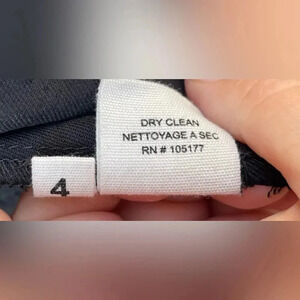 DRY CLEAN
NETTOYAGE A SEC
RN # 105177
4